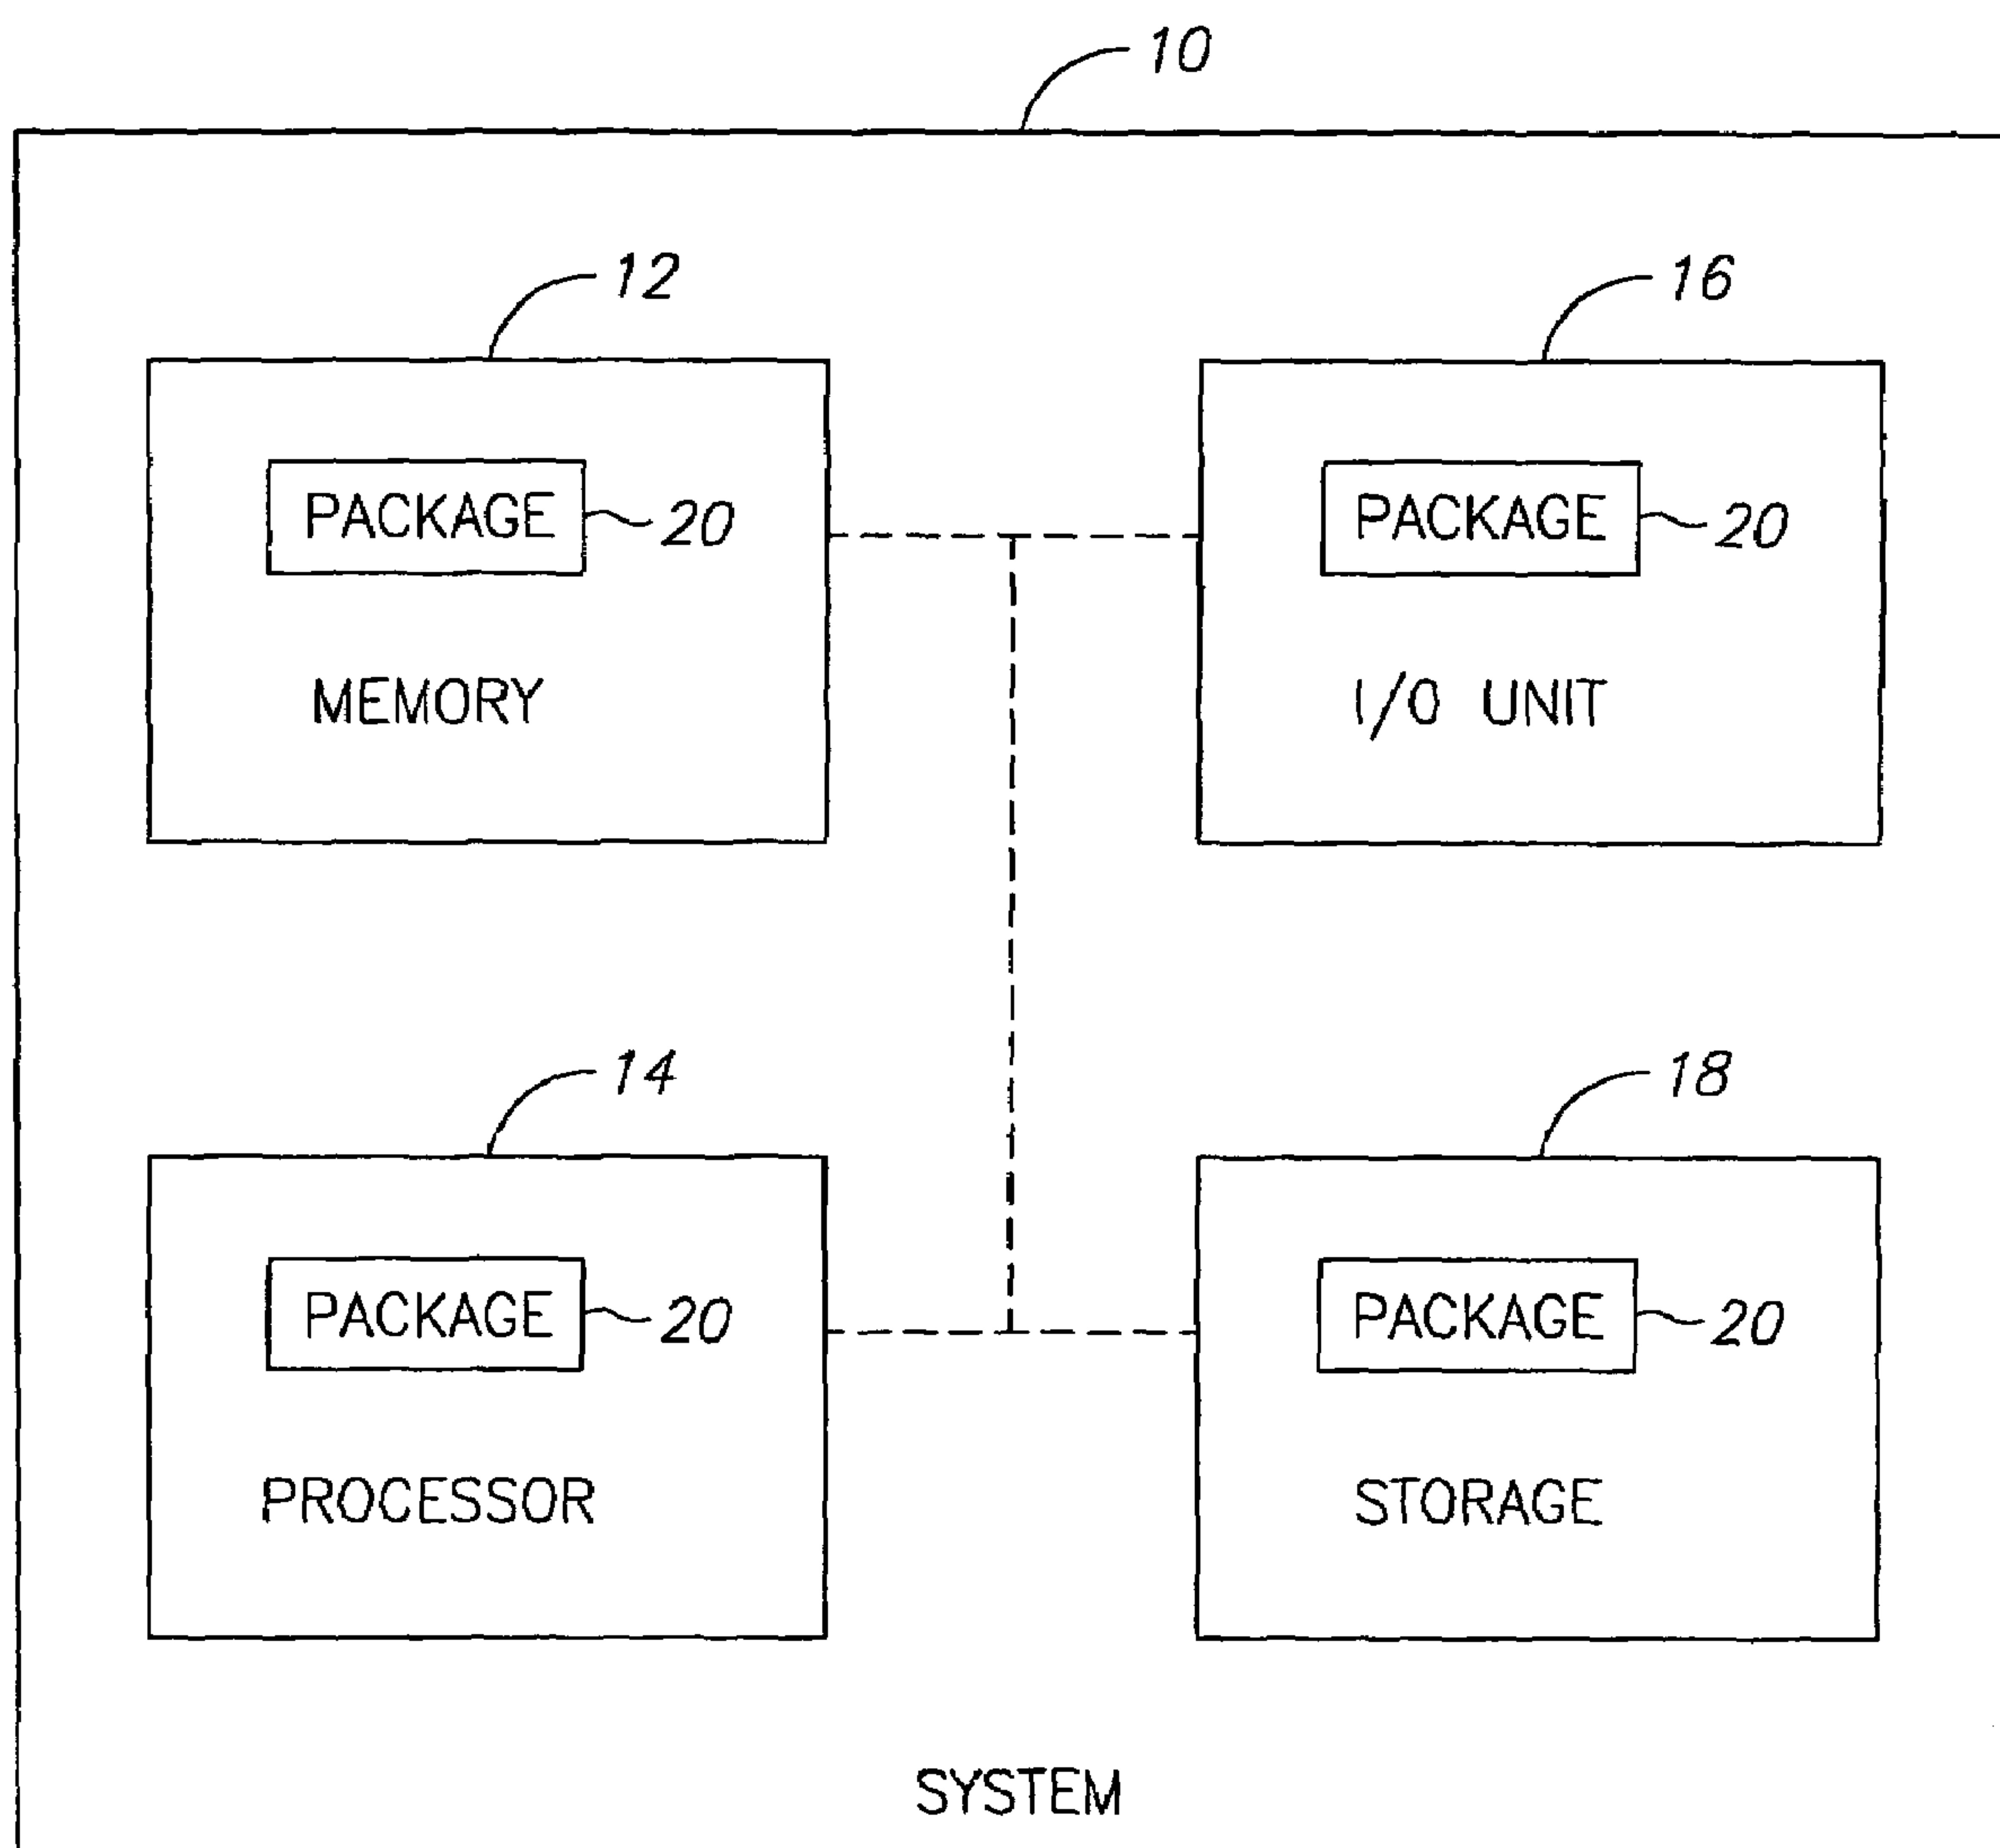 10
12
16
PACKAGE 20
PACKAGE 20
MEMORY
I/O UNIT
14
18
PACKAGE 20
PACKAGE 20
PROCESSOR
STORAGE
SYSTEM